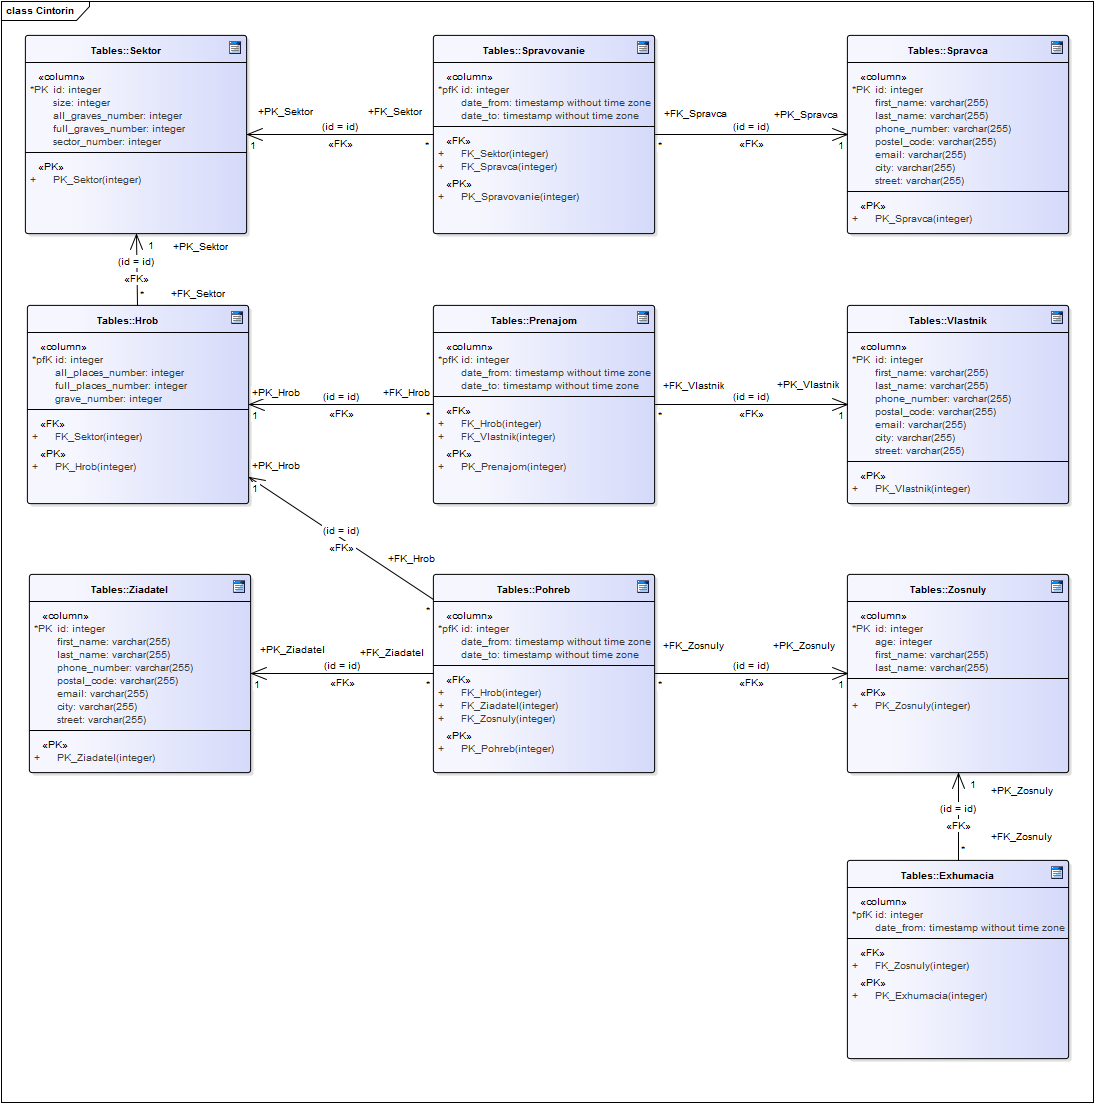 class Cintorin
Tables::Sektor
«column»
*PK id: integer
size: integer
all_graves_number: integer
full_graves_number: integer
sector_number: integer
«PK»
+ PK_Sektor(integer)
+PK_Sektor
+FK_Sektor
(id = id)
1
«FK»
*
Tables::Spravovanie
«column»
*pfK id: integer
date_from: timestamp without time zone
date_to: timestamp without time zone
«FK»
+ FK_Sektor(integer)
+ FK_Spravca(integer)
«PK»
+ PK_Spravovanie(integer)
+FK_Spravca
+PK_Spravca
(id = id)
*
«FK»
1
Tables::Spravca
«column»
*PK id: integer
first_name: varchar(255)
last_name: varchar(255)
phone_number: varchar(255)
postel_code: varchar(255)
email: varchar(255)
city: varchar(255)
street: varchar(255)
«PK»
+ PK_Spravca(integer)
1
+PK_Sektor
(id = id)
«FK»
*
+FK_Sektor
Tables::Hrob
«column»
*pfK id: integer
all_places_number: integer
full_places_number: integer
grave_number: integer
«FK»
+ FK_Sektor(integer)
«PK»
+ PK_Hrob(integer)
+PK_Hrob
+FK_Hrob
(id = id)
1
«FK»
*
Tables::Prenajom
«column»
*pfK id: integer
date_from: timestamp without time zone
date_to: timestamp without time zone
«FK»
+ FK_Hrob(integer)
+ FK_Vlastnik(integer)
«PK»
+ PK_Prenajom(integer)
+FK_Vlastnik
+PK_Vlastnik
(id = id)
*
«FK»
1
Tables::Vlastnik
«column»
*PK id: integer
first_name: varchar(255)
last_name: varchar(255)
phone_number: varchar(255)
postal_code: varchar(255)
email: varchar(255)
city: varchar(255)
street: varchar(255)
«PK»
+ PK_Vlastnik(integer)
+PK_Hrob
1
(id = id)
«FK»
+FK_Hrob
*
Tables::Ziadatel
«column»
*PK id: integer
first_name: varchar(255)
last_name: varchar(255)
phone_number: varchar(255)
postal_code: varchar(255)
email: varchar(255)
city: varchar(255)
street: varchar(255)
«PK»
+ PK_Ziadatel(integer)
+PK_Ziadatel
+FK_Ziadatel
(id = id)
1
«FK»
*
Tables::Pohreb
«column»
*pfK id: integer
date_from: timestamp without time zone
date_to: timestamp without time zone
«FK»
+ FK_Hrob(integer)
+ FK_Ziadatel(integer)
+ FK_Zosnuly(integer)
«PK»
+ PK_Pohreb(integer)
+FK_Zosnuly
+PK_Zosnuly
(id = id)
*
«FK»
1
Tables::Zosnuly
«column»
*PK id: integer
age: integer
first_name: varchar(255)
last_name: varchar(255)
«PK»
+ PK_Zosnuly(integer)
1
+PK_Zosnuly
(id = id)
«FK»
+FK_Zosnuly
*
Tables::Exhumacia
«column»
*pfK id: integer
date_from: timestamp without time zone
«FK»
+ FK_Zosnuly(integer)
«PK»
+ PK_Exhumacia(integer)